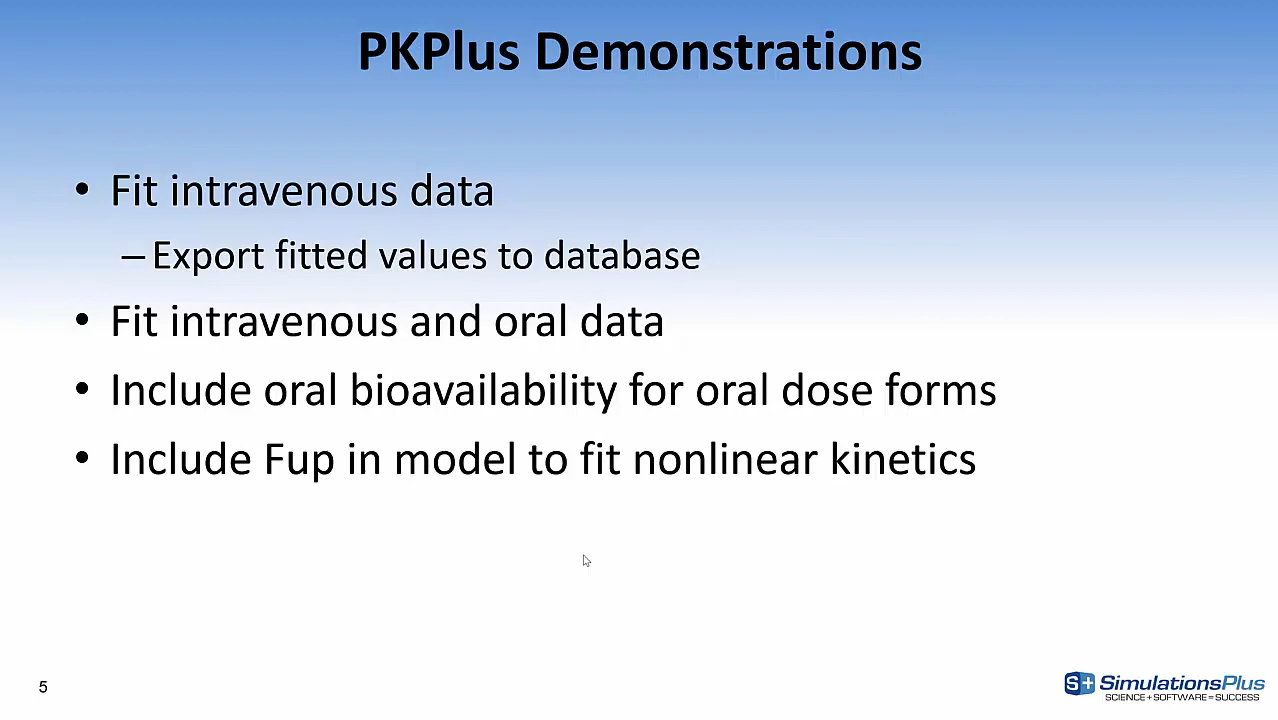 PKPlus Demonstrations
• Fit intravenous data
– Export fitted values to database
• Fit intravenous and oral data
• Include oral bioavailability for oral dose forms
• Include Fup in model to fit nonlinear kinetics
5
S+ SimulationsPlus
SCIENCE+SOFTWARE=SUCCESS